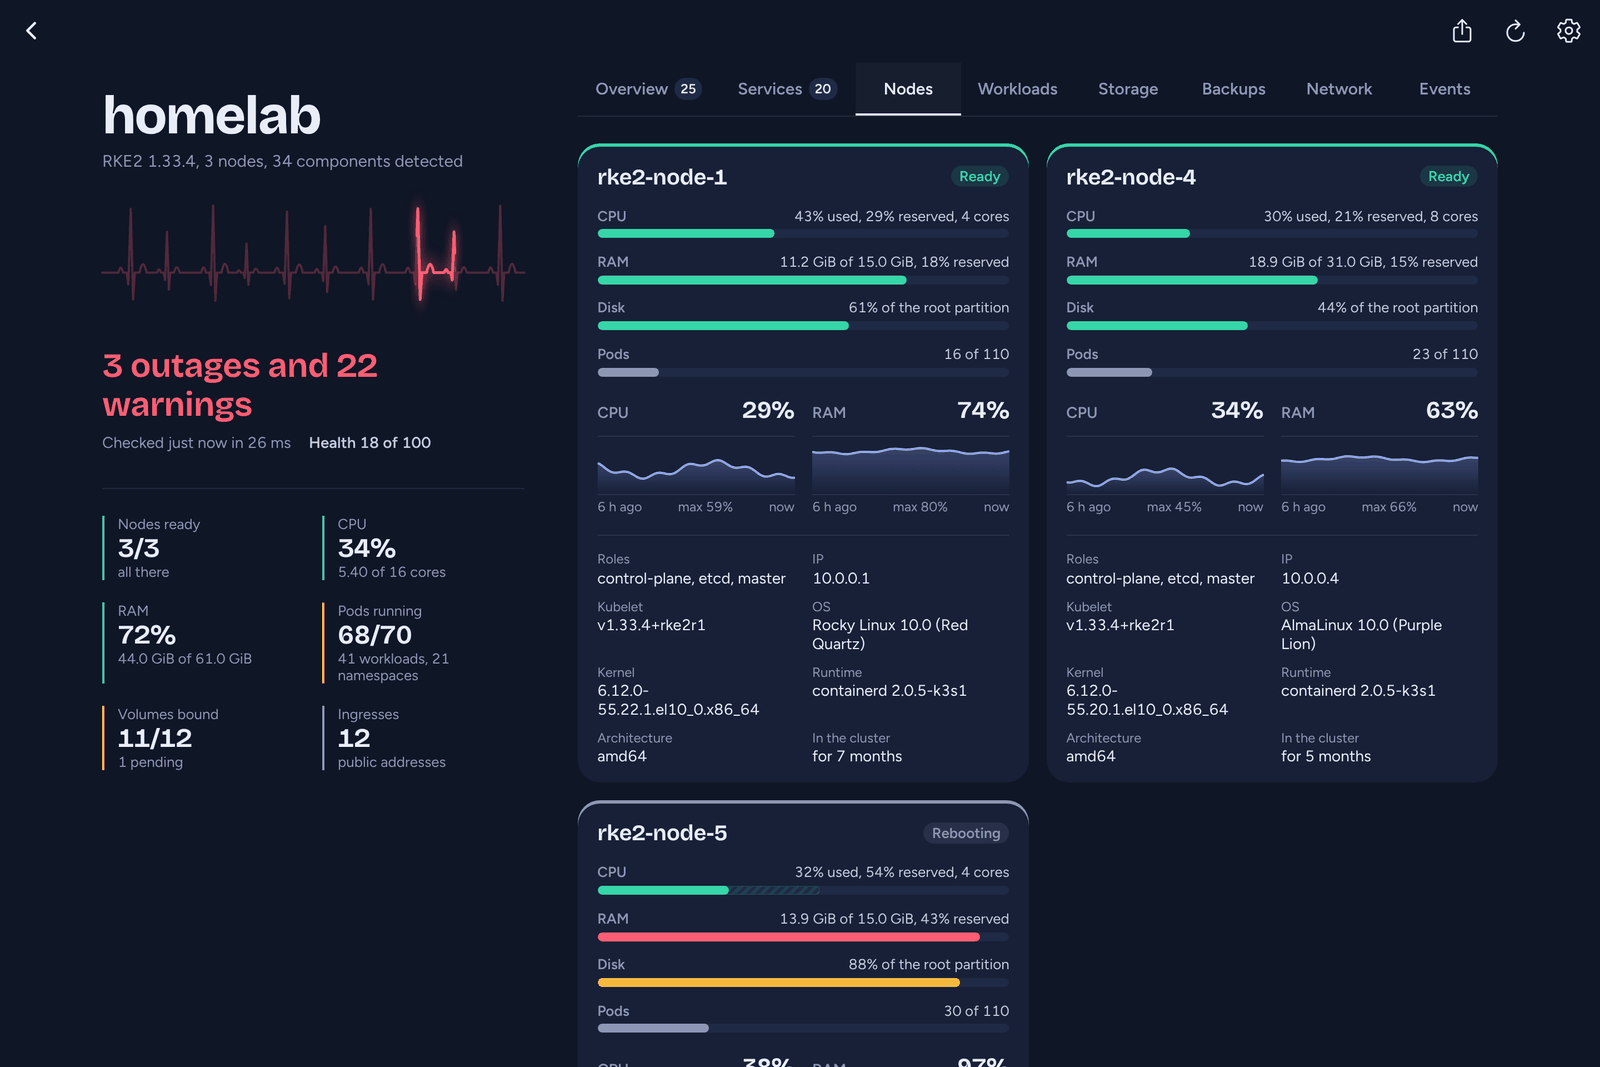 homelab
RKE2 1.33.4, 3 nodes, 34 components detected
3 outages and 22
warnings
Checked just now in 26 ms Health 18 of 100
Nodes ready
3/3
all there
CPU
34%
5.40 of 16 cores
RAM
72%
44.0 GiB of 61.0 GiB
Pods running
68/70
41 workloads, 21
namespaces
Volumes bound
11/12
1 pending
Ingresses
12
public addresses
Overview 25 Services 20 Nodes Workloads Storage Backups Network Events
rke2-node-1 Ready
CPU 43% used, 29% reserved, 4 cores
RAM 11.2 GiB of 15.0 GiB, 18% reserved
Disk 61% of the root partition
Pods 16 of 110
CPU 29% RAM 74%
6 h ago max 59% now 6 h ago max 80% now
Roles
control-plane, etcd, master
IP
10.0.0.1
Kubelet
v1.33.4+rke2r1
OS
Rocky Linux 10.0 (Red
Quartz)
Kernel
6.12.0-
55.22.1.el10_0.x86_64
Runtime
containerd 2.0.5-k3s1
Architecture
amd64
In the cluster
for 7 months
rke2-node-4 Ready
CPU 30% used, 21% reserved, 8 cores
RAM 18.9 GiB of 31.0 GiB, 15% reserved
Disk 44% of the root partition
Pods 23 of 110
CPU 34% RAM 63%
6 h ago max 45% now 6 h ago max 66% now
Roles
control-plane, etcd, master
IP
10.0.0.4
Kubelet
v1.33.4+rke2r1
OS
AlmaLinux 10.0 (Purple
Lion)
Kernel
6.12.0-
55.20.1.el10_0.x86_64
Runtime
containerd 2.0.5-k3s1
Architecture
amd64
In the cluster
for 5 months
rke2-node-5 Rebooting
CPU 32% used, 54% reserved, 4 cores
RAM 13.9 GiB of 15.0 GiB, 43% reserved
Disk 88% of the root partition
Pods 30 of 110
CPU 38% RAM 97%